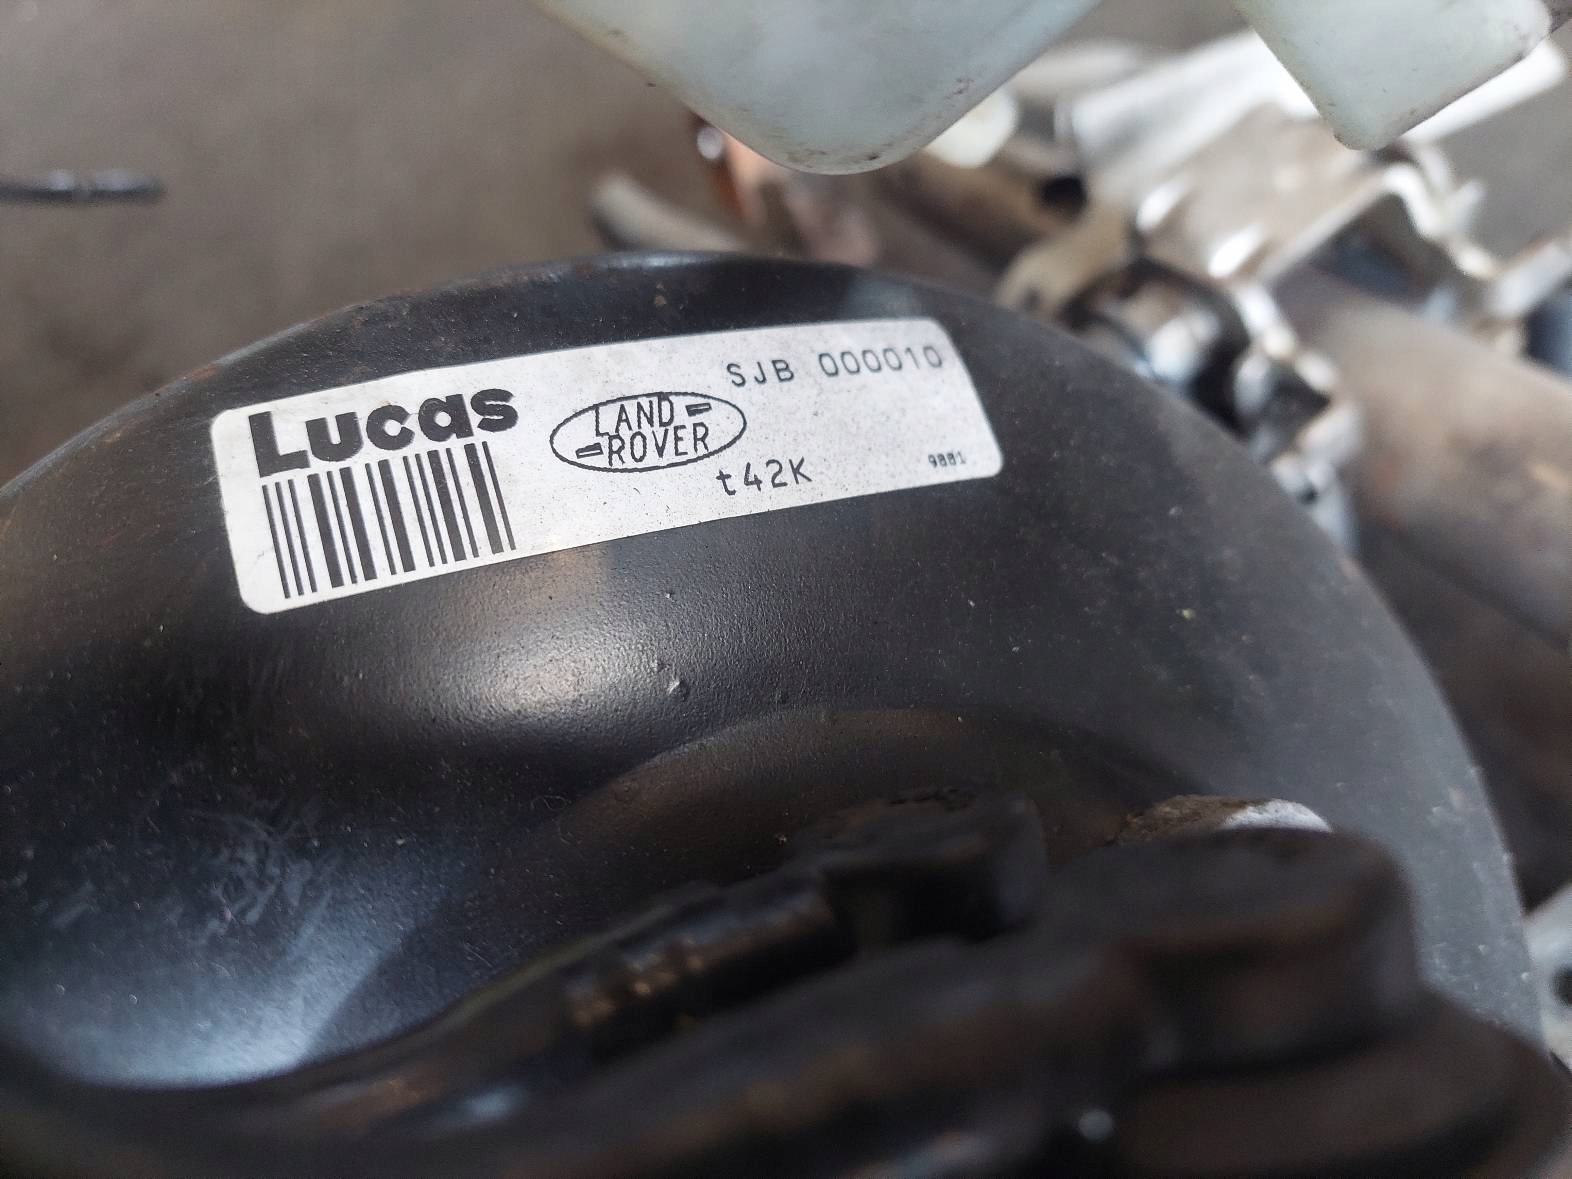 Lucas
LAND
ROVER
SJB 000010
t42K
9881